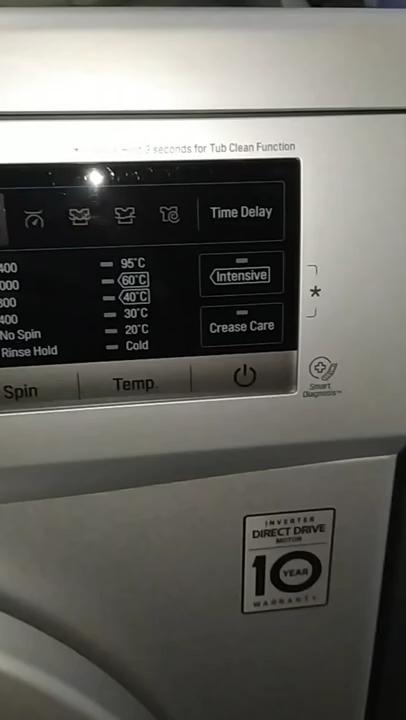 3 seconds for Tub Clean Function
Time Delay
400
000
800
400
No Spin
Rinse Hold
95°C
60°C
40°C
30°C
20°C
Cold
Intensive
*
Crease Care
Spin
Temp.
Smart
Diagnosis™
INVERTER
DIRECT DRIVE
MOTOR
10 YEAR
WARRANTY